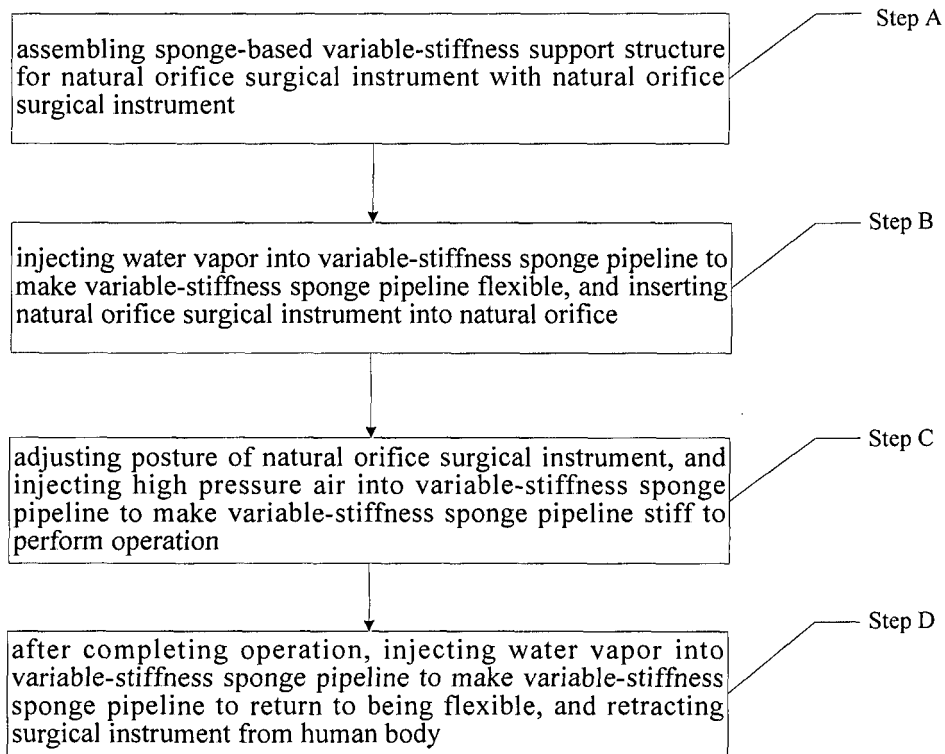 Step A
assembling sponge-based variable-stiffness support structure
for natural orifice surgical instrument with natural orifice
surgical instrument
Step B
injecting water vapor into variable-stiffness sponge pipeline to
make variable-stiffness sponge pipeline flexible, and inserting
natural orifice surgical instrument into natural orifice
Step C
adjusting posture of natural orifice surgical instrument, and
injecting high pressure air into variable-stiffness sponge
pipeline to make variable-stiffness sponge pipeline stiff to
perform operation
Step D
after completing operation, injecting water vapor into
variable-stiffness sponge pipeline to make variable-stiffness
sponge pipeline to return to being flexible, and retracting
surgical instrument from human body